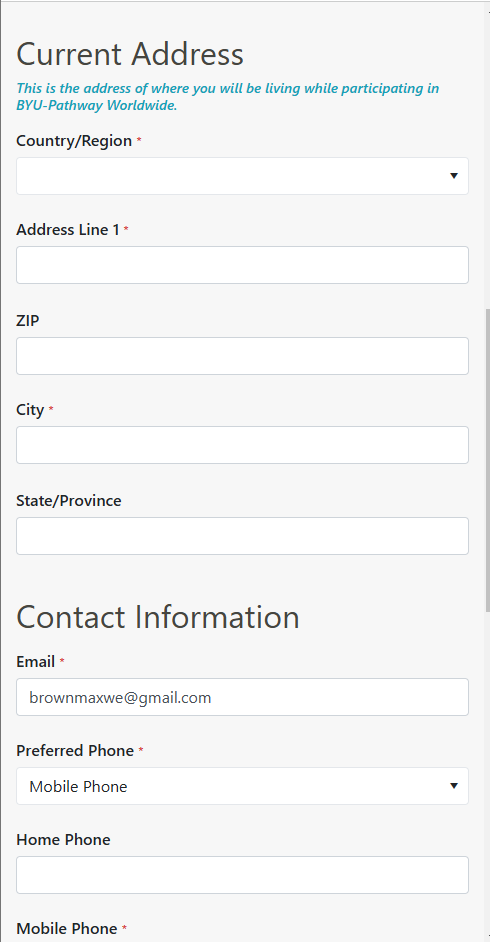 Current Address
This is the address of where you will be living while participating in
BYU-Pathway Worldwide.
Country/Region *
Address Line 1 *
ZIP
City *
State/Province
Contact Information
Email *
brownmaxwe@gmail.com
Preferred Phone *
Mobile Phone
Home Phone
Mobile Phone *